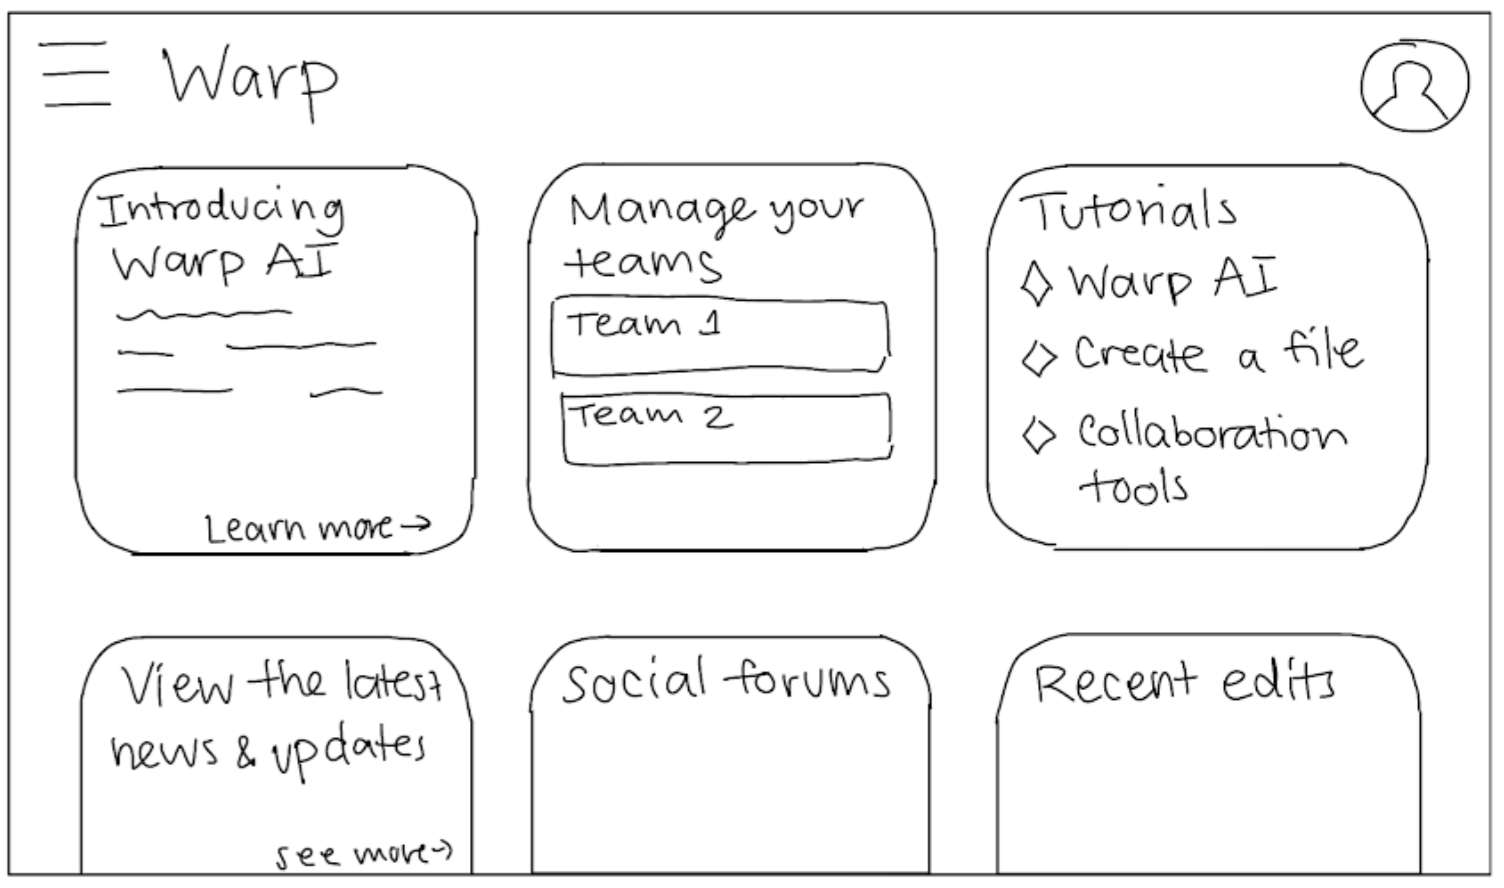 Warp
Introducing
Warp AI
Learn more →
Manage your
teams
Team 1
Team 2
Tutorials
Warp AI
Create a file
Collaboration
tools
View the latest
news & updates
see more →
Social forums
Recent edits